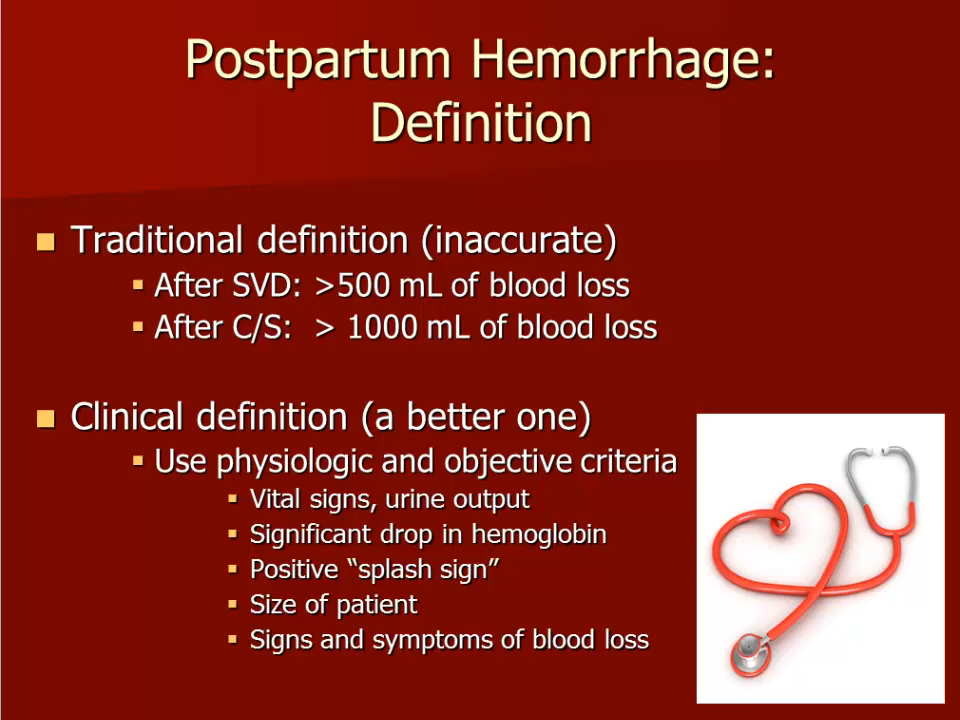 Postpartum Hemorrhage:
Definition
Traditional definition (inaccurate)
After SVD: >500 mL of blood loss
After C/S:  > 1000 mL of blood loss
Clinical definition (a better one)
Use physiologic and objective criteria
Vital signs, urine output
Significant drop in hemoglobin
Positive “splash sign”
Size of patient
Signs and symptoms of blood loss